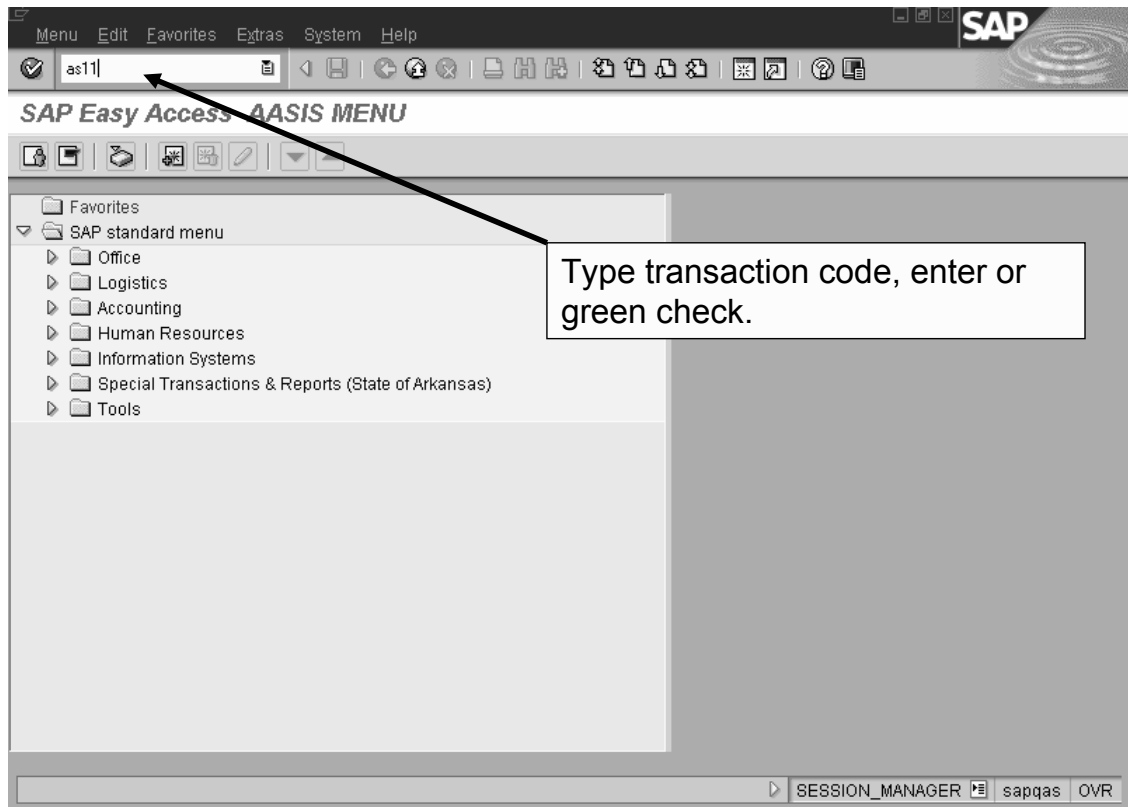 Menu Edit Favorites Extras System Help
SAP
as11
SAP Easy Access AASIS MENU
Favorites
SAP standard menu
Office
Logistics
Accounting
Human Resources
Information Systems
Special Transactions & Reports (State of Arkansas)
Tools
Type transaction code, enter or
green check.
SESSION_MANAGER sapqas OVR